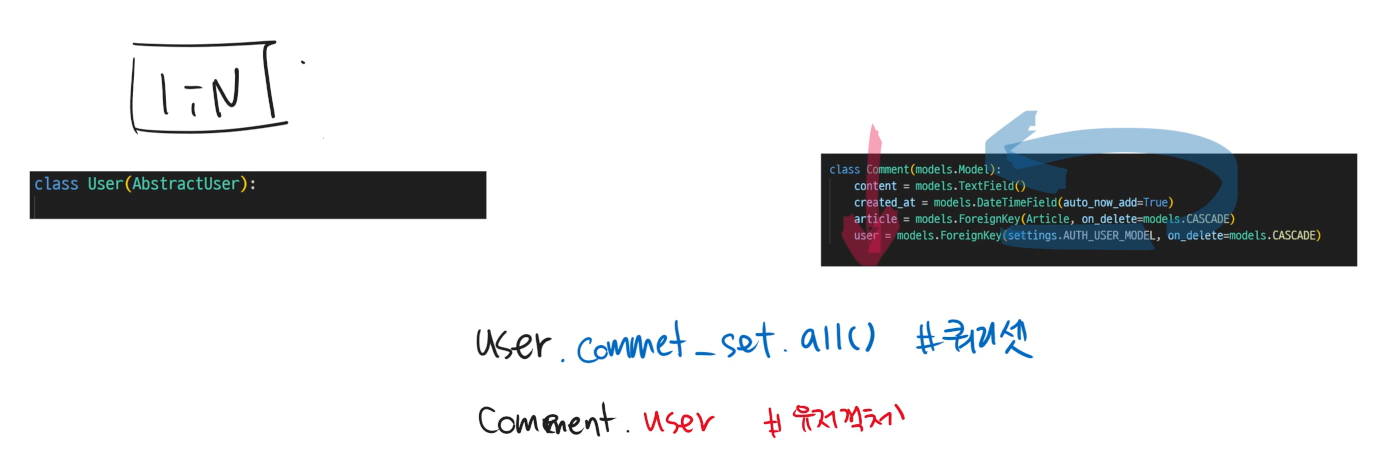 1:N
class User(AbstractUser):
class Comment(models.Model):
content = models.TextField()
created_at = models.DateTimeField(auto_now_add=True)
article = models.ForeignKey(Article, on_delete=models.CASCADE)
user = models.ForeignKey(settings.AUTH_USER_MODEL, on_delete=models.CASCADE)
user.commet_set.all() #쿼리셋
Comment.user #유저객체